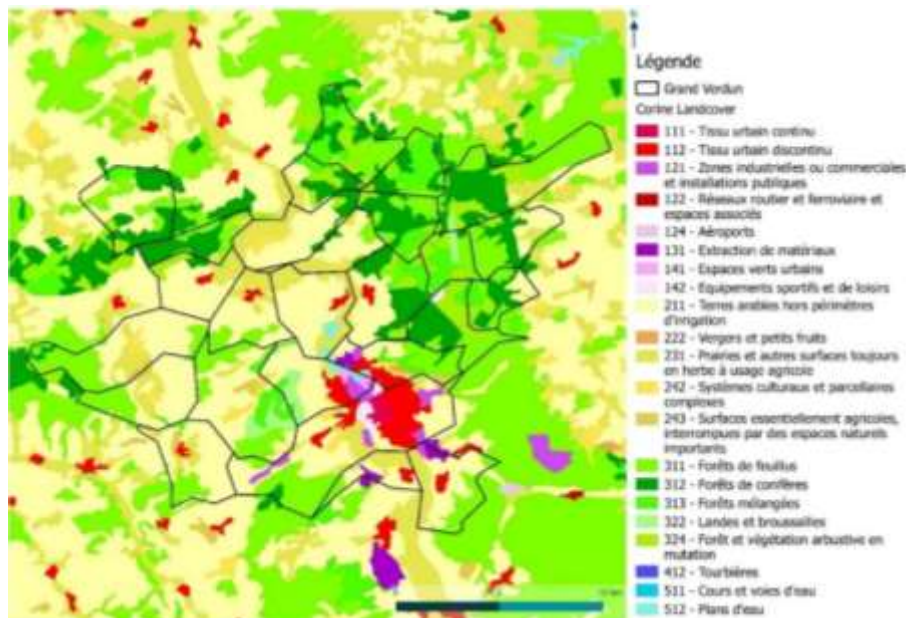 Légende
Grand Verdun
Corine Landcover
111 - Tissu urbain continu
112 - Tissu urbain discontinu
121 - Zones industrielles ou commerciales
et installations publiques
122 - Réseaux routier et ferroviaire et
espaces associés
124 - Aéroports
131 - Extraction de matériaux
141 - Espaces verts urbains
142 - Equipements sportifs et de loisirs
211 - Terres arables hors périmètres
d'irrigation
222 - Vergers et petits fruits
231 - Prairies et autres surfaces toujours
en herbe à usage agricole
242 - Systèmes culturaux et parcellaires
complexes
243 - Surfaces essentiellement agricoles,
interrompues par des espaces naturels
importants
311 - Forêts de feuillus
312 - Forêts de conifères
313 - Forêts mélangées
322 - Landes et broussailles
324 - Forêt et végétation arbustive en
mutation
412 - Tourbières
511 - Cours et voies d'eau
512 - Plans d'eau